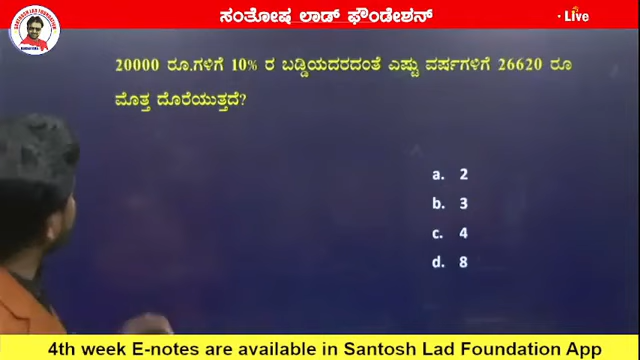 ಸಂತೋಷ ಲಾಡ್ ಫೌಂಡೇಶನ್
Live
20000 ರೂ.ಗಳಿಗೆ 10% ರ ಬಡ್ಡಿಯದರದಂತೆ ಎಷ್ಟು ವರ್ಷಗಳಿಗೆ 26620 ರೂ
ಮೊತ್ತ ದೊರೆಯುತ್ತದೆ?
a. 2
b. 3
c. 4
d. 8
4th week E-notes are available in Santosh Lad Foundation App